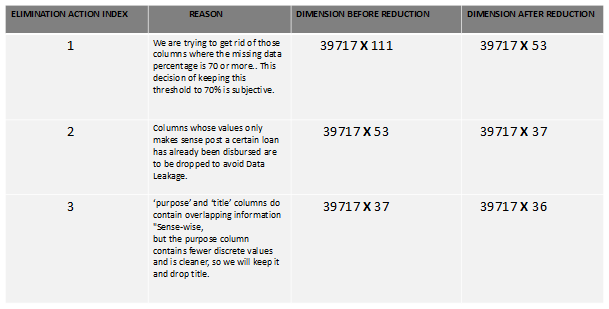 ELIMINATION ACTION INDEX REASON DIMENSION BEFORE REDUCTION DIMENSION AFTER REDUCTION
1
We are trying to get rid of those
columns where the missing data
percentage is 70 or more.. This
decision of keeping this
threshold to 70% is subjective.
39717 X 111
39717 X 53
2
Columns whose values only
makes sense post a certain loan
has already been disbursed are
to be dropped to avoid Data
Leakage.
39717 X 53
39717 X 37
3
‘purpose’ and ‘title’ columns do
contain overlapping information
"Sense-wise,
but the purpose column
contains fewer discrete values
and is cleaner, so we will keep it
and drop title.
39717 X 37
39717 X 36